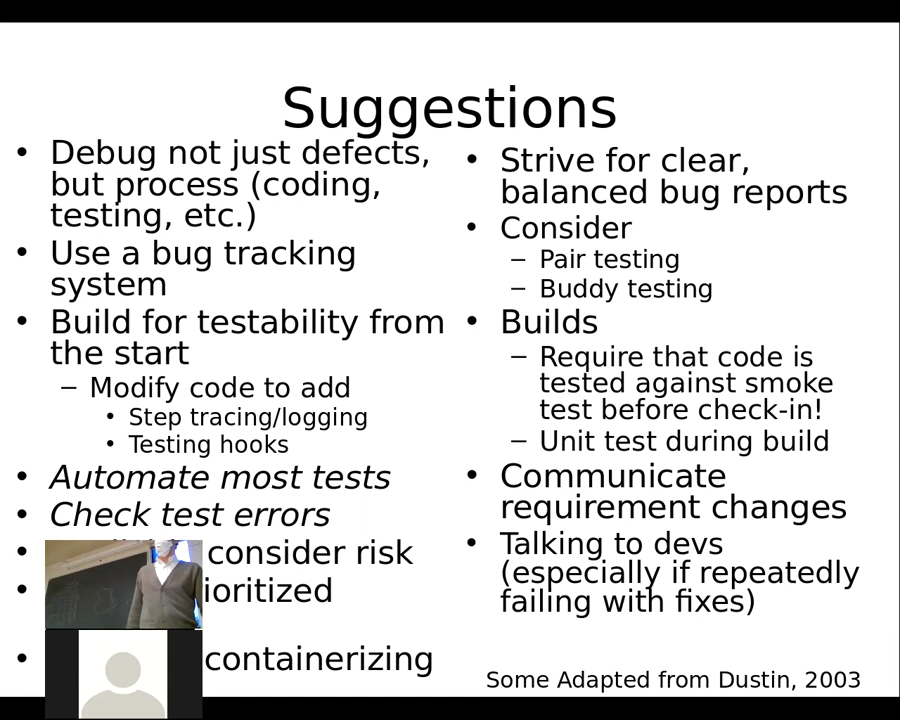 Suggestions
• Debug not just defects,
but process (coding,
testing, etc.)
• Use a bug tracking
system
• Build for testability from
the start
– Modify code to add
• Step tracing/logging
• Testing hooks
• Automate most tests
• Check test errors
• consider risk
•
• containerizing
• Strive for clear,
balanced bug reports
• Consider
– Pair testing
– Buddy testing
• Builds
– Require that code is
tested against smoke
test before check-in!
– Unit test during build
• Communicate
requirement changes
• Talking to devs
(especially if repeatedly
failing with fixes)
Some Adapted from Dustin, 2003